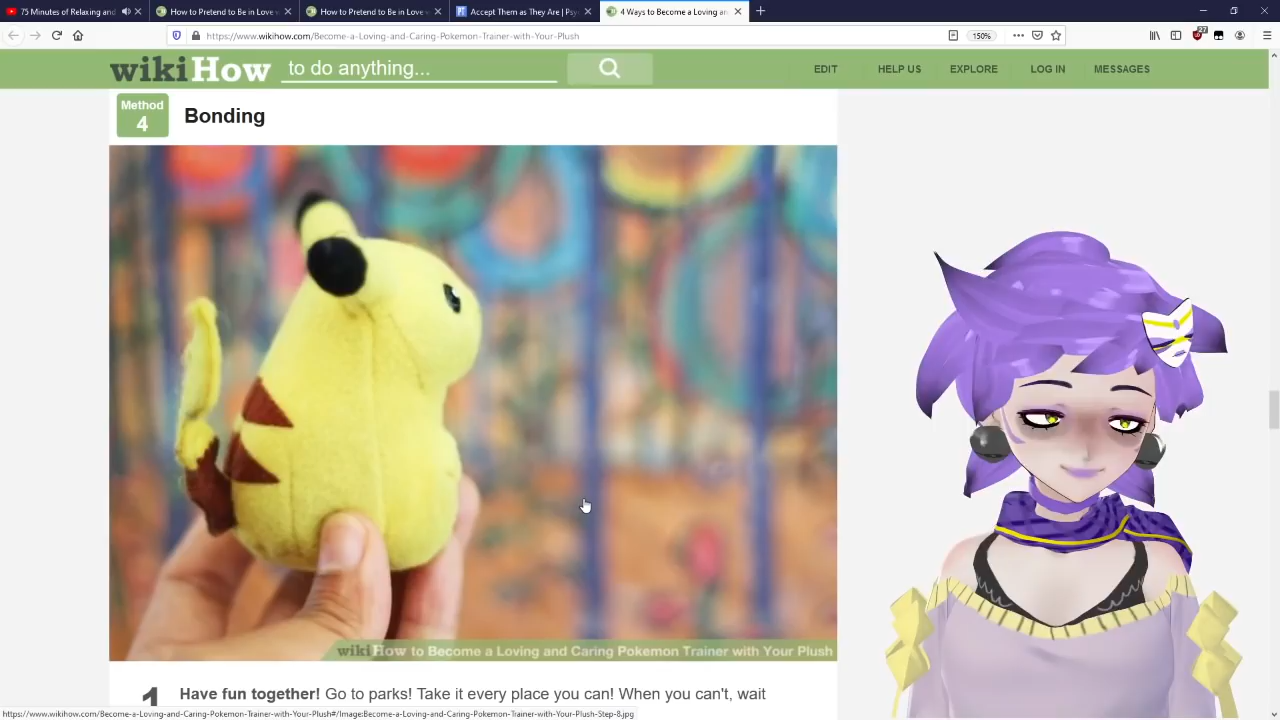 75 Minutes of Relaxing and
How to Pretend to Be in Love w
How to Pretend to Be in Love w
Accept Them as They Are | Psy
4 Ways to Become a Loving an
https://www.wikihow.com/Become-a-Loving-and-Caring-Pokemon-Trainer-with-Your-Plush
150%
27
wikiHow to do anything...
EDIT HELP US EXPLORE LOG IN MESSAGES
Method
4
Bonding
wikiHow to Become a Loving and Caring Pokemon Trainer with Your Plush
1 Have fun together! Go to parks! Take it every place you can! When you can't, wait
https://www.wikihow.com/Become-a-Loving-and-Caring-Pokemon-Trainer-with-Your-Plush#/Image:Become-a-Loving-and-Caring-Pokemon-Trainer-with-Your-Plush-Step-8.jpg